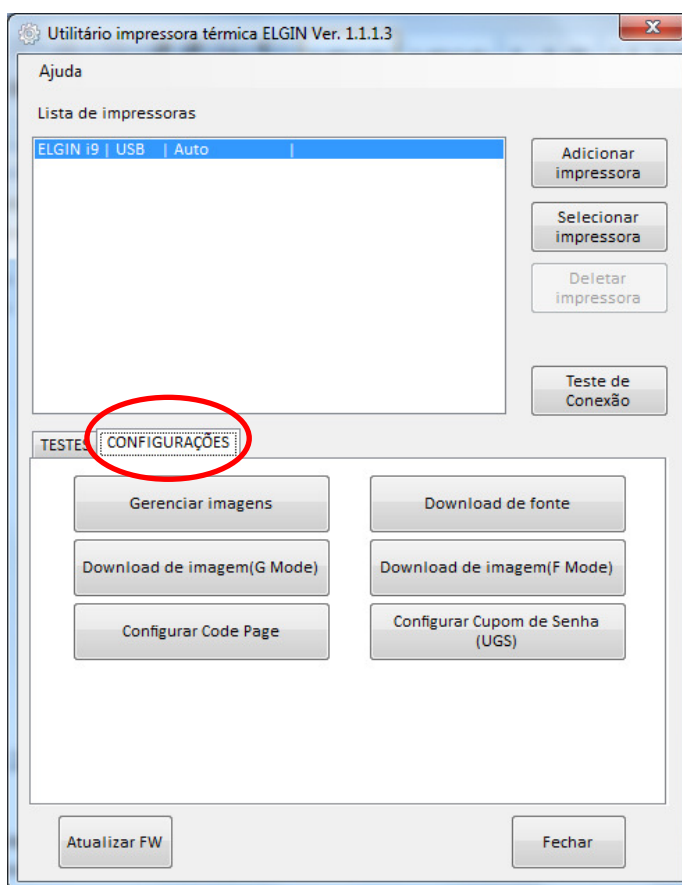 Utilitário impressora térmica ELGIN Ver. 1.1.1.3
Ajuda
Lista de impressoras
ELGIN i9 | USB | Auto |
Adicionar
impressora
Selecionar
impressora
Deletar
impressora
Teste de
Conexão
TESTES
CONFIGURAÇÕES
Gerenciar imagens
Download de fonte
Download de imagem(G Mode)
Download de imagem(F Mode)
Configurar Code Page
Configurar Cupom de Senha
(UGS)
Atualizar FW
Fechar